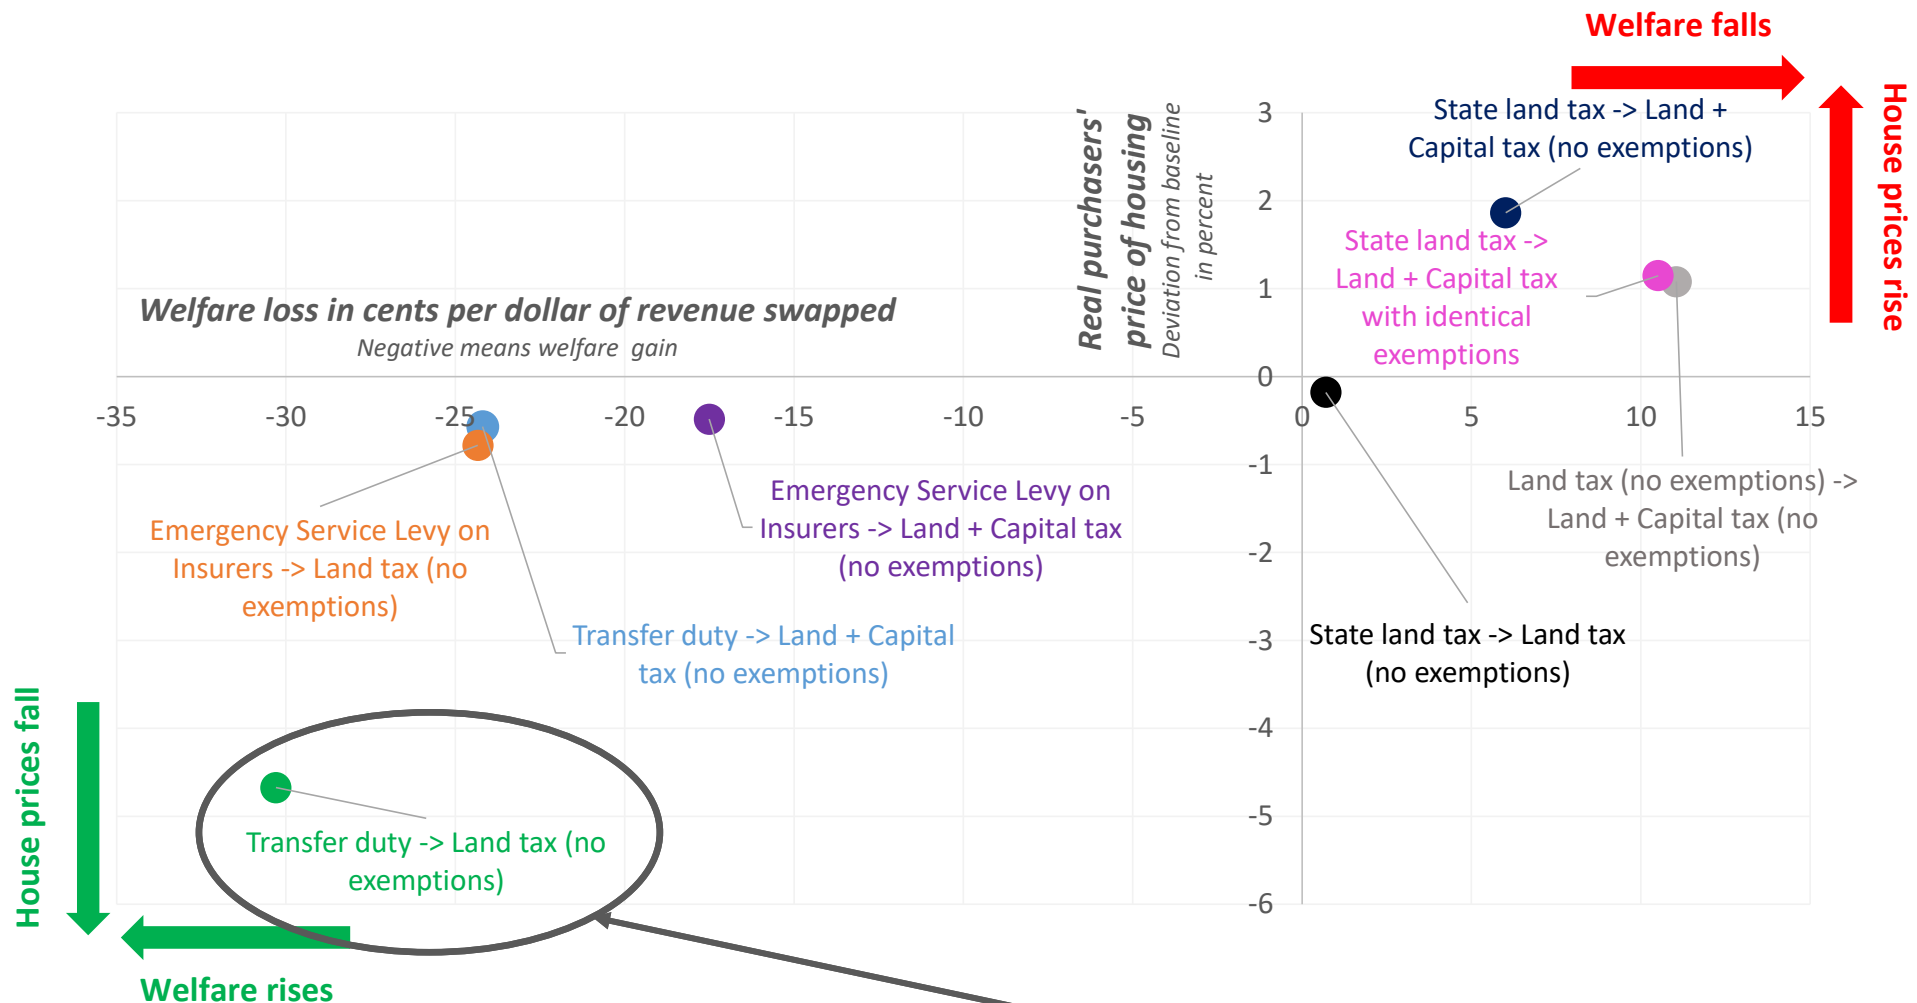 Welfare falls
House prices rise
State land tax -> Land +
Capital tax (no exemptions)
Real purchasers'
price of housing
Deviation from baseline
in percent
3
2
1
0
-1
-2
-3
-4
-5
-6
State land tax ->
Land + Capital tax
with identical
exemptions
Welfare loss in cents per dollar of revenue swapped
Negative means welfare gain
-35
-30
-25
-20
-15
-10
-5
0
5
10
15
Land tax (no exemptions) ->
Land + Capital tax (no
exemptions)
Emergency Service Levy on
Insurers -> Land + Capital tax
(no exemptions)
Emergency Service Levy on
Insurers -> Land tax (no
exemptions)
Transfer duty -> Land + Capital
tax (no exemptions)
State land tax -> Land tax
(no exemptions)
House prices fall
Transfer duty -> Land tax (no
exemptions)
Welfare rises